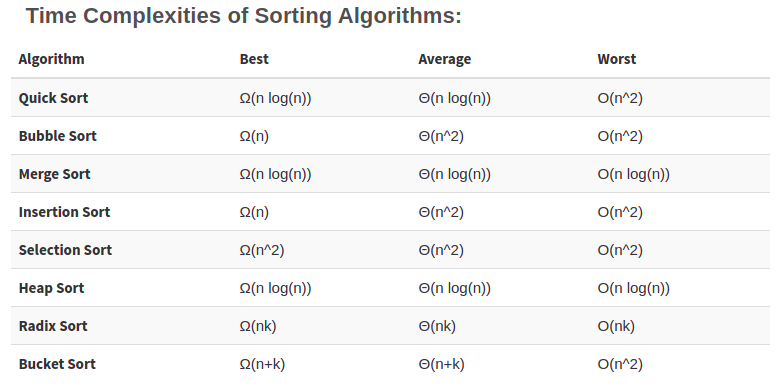 Time Complexities of Sorting Algorithms:
Algorithm Best Average Worst
Quick Sort Ω(n log(n)) Θ(n log(n)) O(n^2)
Bubble Sort Ω(n) Θ(n^2) O(n^2)
Merge Sort Ω(n log(n)) Θ(n log(n)) O(n log(n))
Insertion Sort Ω(n) Θ(n^2) O(n^2)
Selection Sort Ω(n^2) Θ(n^2) O(n^2)
Heap Sort Ω(n log(n)) Θ(n log(n)) O(n log(n))
Radix Sort Ω(nk) Θ(nk) O(nk)
Bucket Sort Ω(n+k) Θ(n+k) O(n^2)